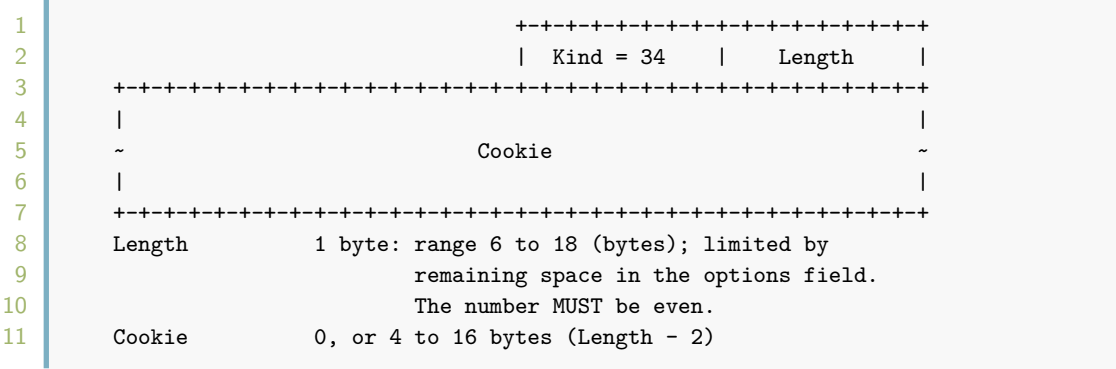 1                                       +-+-+-+-+-+-+-+-+-+-+-+-+-+-+-+-+
2                                       |  Kind = 34    |    Length     |
3       +-+-+-+-+-+-+-+-+-+-+-+-+-+-+-+-+-+-+-+-+-+-+-+-+-+-+-+-+-+-+-+-+
4       |                                                               |
5       ~                            Cookie                             ~
6       |                                                               |
7       +-+-+-+-+-+-+-+-+-+-+-+-+-+-+-+-+-+-+-+-+-+-+-+-+-+-+-+-+-+-+-+-+
8       Length          1 byte: range 6 to 18 (bytes); limited by
9                               remaining space in the options field.
10                              The number MUST be even.
11      Cookie          0, or 4 to 16 bytes (Length - 2)